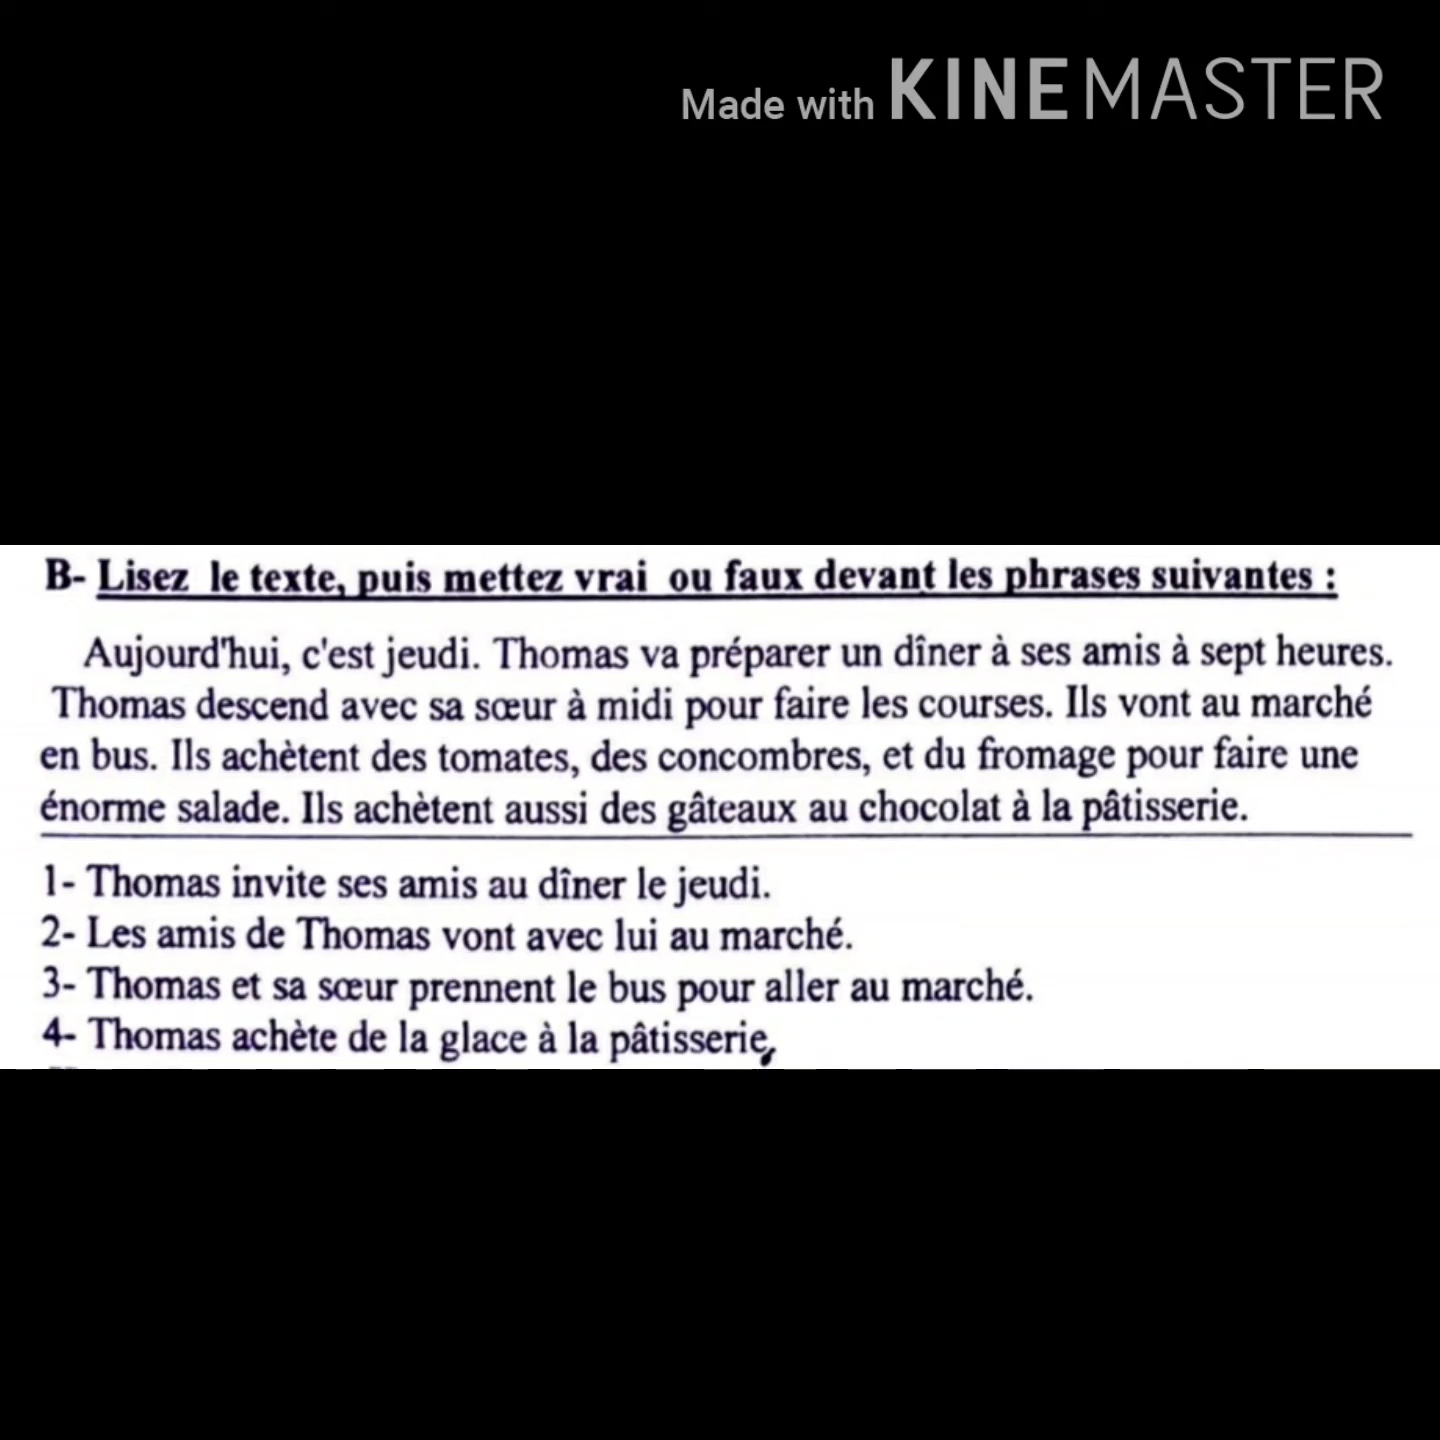 Made with KINEMASTER
B- Lisez le texte, puis mettez vrai ou faux devant les phrases suivantes :
Aujourd'hui, c'est jeudi. Thomas va préparer un dîner à ses amis à sept heures.
Thomas descend avec sa sœur à midi pour faire les courses. Ils vont au marché
en bus. Ils achètent des tomates, des concombres, et du fromage pour faire une
énorme salade. Ils achètent aussi des gâteaux au chocolat à la pâtisserie.
1- Thomas invite ses amis au dîner le jeudi.
2- Les amis de Thomas vont avec lui au marché.
3- Thomas et sa sœur prennent le bus pour aller au marché.
4- Thomas achète de la glace à la pâtisserie,